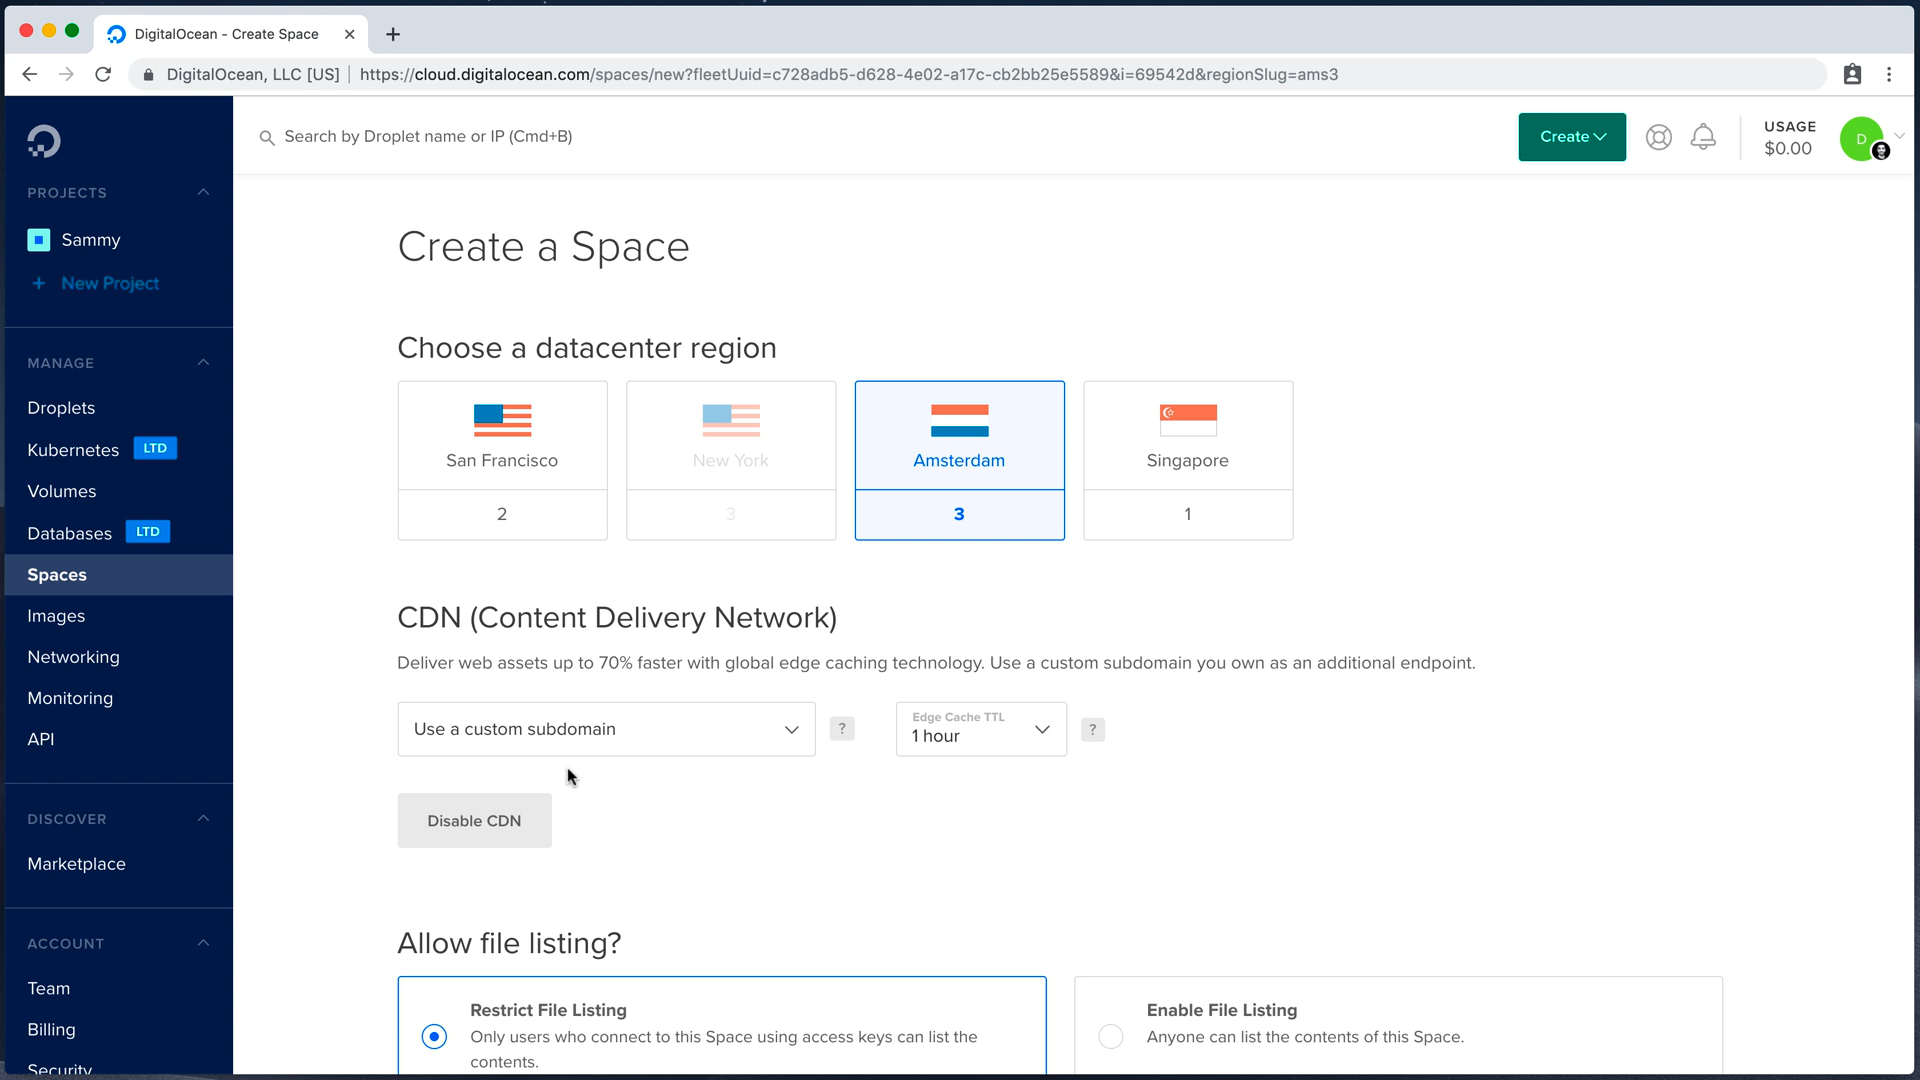 DigitalOcean - Create Space
DigitalOcean, LLC [US] | https://cloud.digitalocean.com/spaces/new?fleetUuid=c728adb5-d628-4e02-a17c-cb2bb25e5589&i=69542d&regionSlug=ams3
Search by Droplet name or IP (Cmd+B)
Create
USAGE
$0.00
D
PROJECTS
Sammy
+ New Project
MANAGE
Droplets
Kubernetes LTD
Volumes
Databases LTD
Spaces
Images
Networking
Monitoring
API
DISCOVER
Marketplace
ACCOUNT
Team
Billing
Security
Create a Space
Choose a datacenter region
San Francisco
2
New York
3
Amsterdam
3
Singapore
1
CDN (Content Delivery Network)
Deliver web assets up to 70% faster with global edge caching technology. Use a custom subdomain you own as an additional endpoint.
Use a custom subdomain
?
Edge Cache TTL
1 hour
?
Disable CDN
Allow file listing?
Restrict File Listing
Only users who connect to this Space using access keys can list the
contents.
Enable File Listing
Anyone can list the contents of this Space.